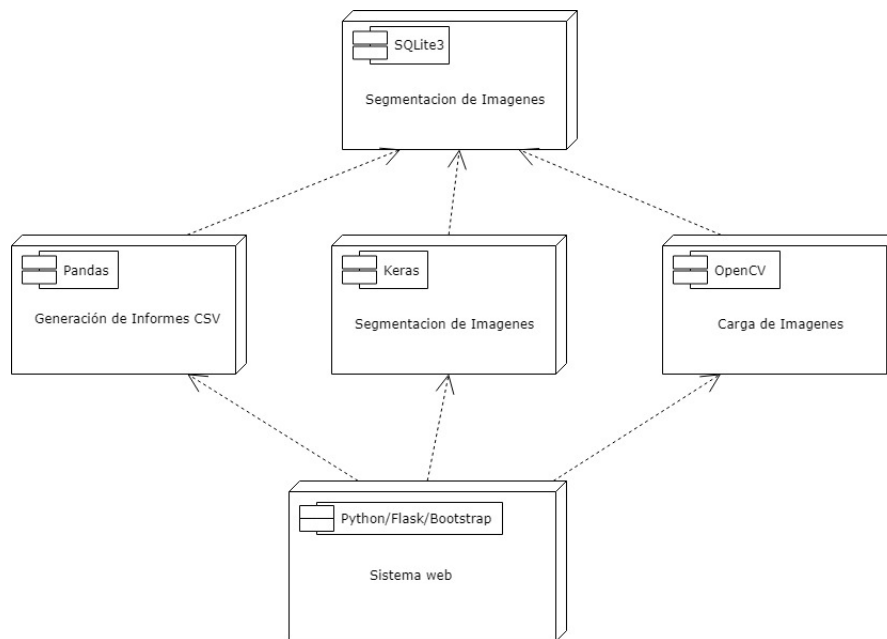 SQLite3
Segmentacion de Imagenes
Pandas
Generación de Informes CSV
Keras
Segmentacion de Imagenes
OpenCV
Carga de Imagenes
Python/Flask/Bootstrap
Sistema web